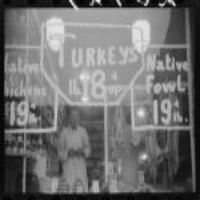 TURKEYS
lb. 18¢ up
Native
Chickens
19¢ lb.
Native
Fowl
19¢ lb.